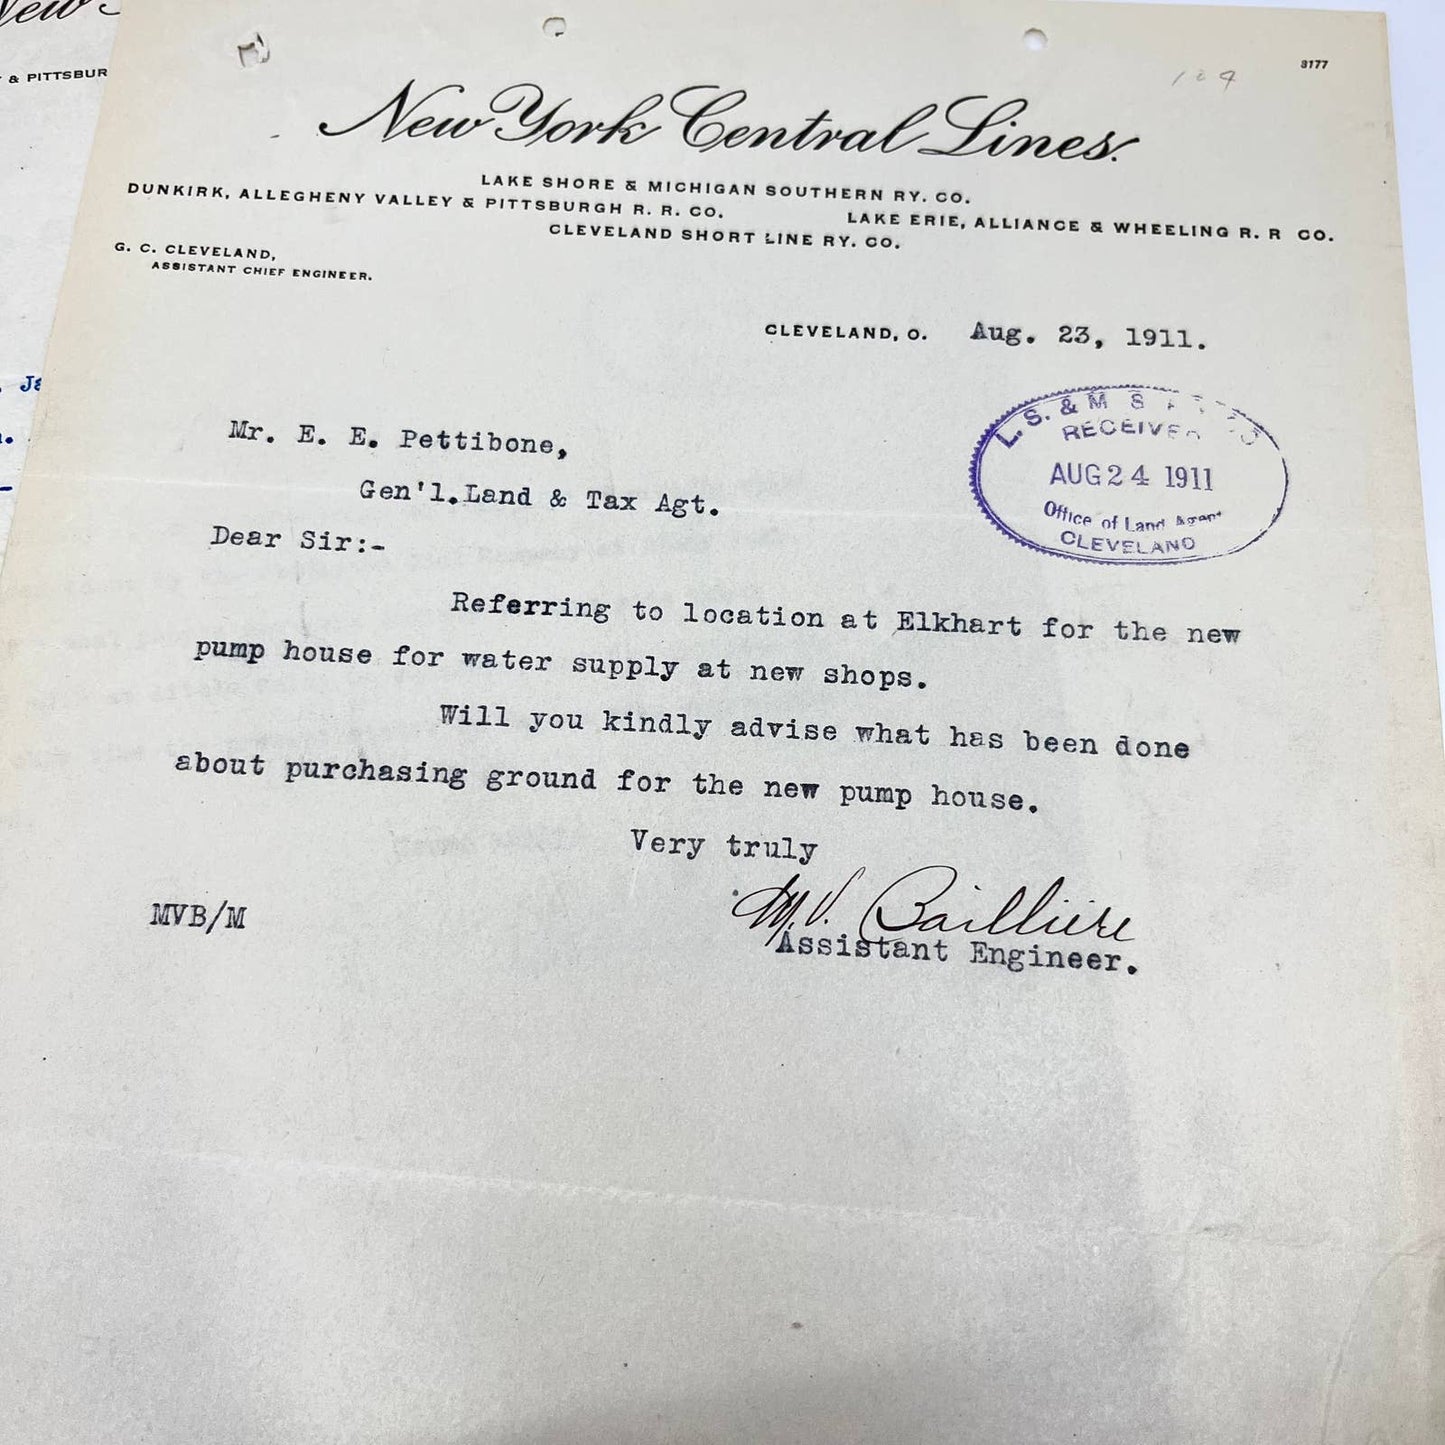 & PITTSBUR
3177
New York Central Lines.
LAKE SHORE & MICHIGAN SOUTHERN RY. CO.
DUNKIRK, ALLEGHENY VALLEY & PITTSBURGH R. R. CO. LAKE ERIE, ALLIANCE & WHEELING R. R CO.
CLEVELAND SHORT LINE RY. CO.
G. C. CLEVELAND,
ASSISTANT CHIEF ENGINEER.
CLEVELAND, O. Aug. 23, 1911.
L. S. & M S
RECEIVED
AUG 24 1911
Office of Land Agent
CLEVELAND
Mr. E. E. Pettibone,
Gen'l.Land & Tax Agt.
Dear Sir:-
Referring to location at Elkhart for the new
pump house for water supply at new shops.
Will you kindly advise what has been done
about purchasing ground for the new pump house.
Very truly
M. V. Bailliere
MVB/M
Assistant Engineer.